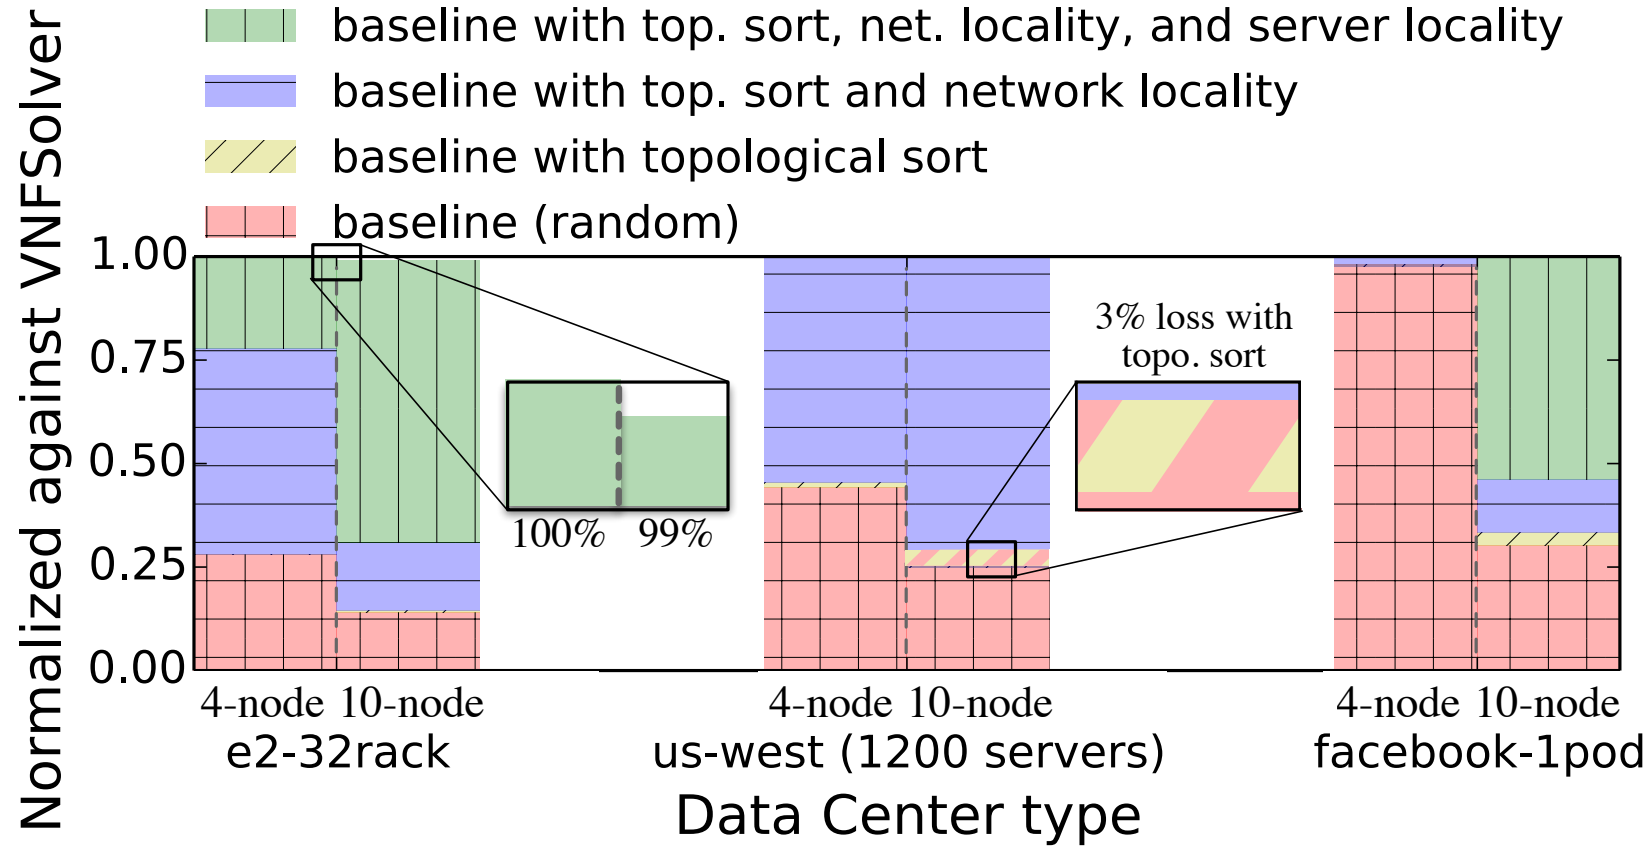 baseline with top. sort, net. locality, and server locality
baseline with top. sort and network locality
baseline with topological sort
baseline (random)
Normalized against VNFSolver
1.00
0.75
0.50
0.25
0.00
3% loss with
topo. sort
100% 99%
4-node 10-node
4-node 10-node
4-node 10-node
e2-32rack
us-west (1200 servers)
facebook-1pod
Data Center type